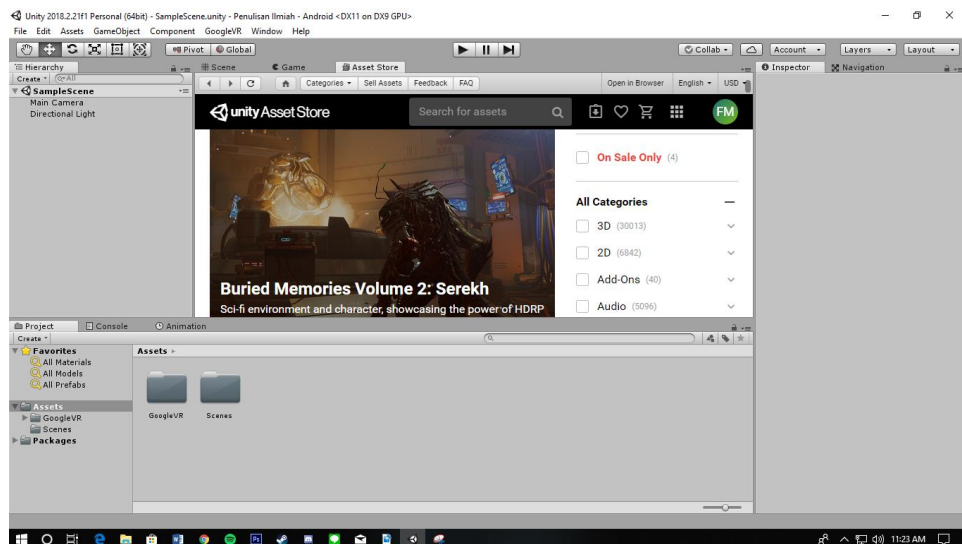 Unity 2018.2.21f1 Personal (64bit) - SampleScene.unity - Penulisan Ilmiah - Android <DX11 on DX9 GPU>
File Edit Assets GameObject Component GoogleVR Window Help
Pivot Global Collab Account Layers Layout
Hierarchy Scene Game Asset Store Inspector Navigation
Create All Categories Sell Assets Feedback FAQ Open in Browser English USD
SampleScene
Main Camera
Directional Light
unity Asset Store Search for assets FM
On Sale Only (4)
All Categories
3D (30013)
2D (6842)
Add-Ons (40)
Audio (5096)
Buried Memories Volume 2: Serekh
Sci-fi environment and character, showcasing the power of HDRP
Project Console Animation
Create
Favorites
All Materials
All Models
All Prefabs
Assets
GoogleVR
Scenes
Packages
Assets
GoogleVR Scenes
11:23 AM